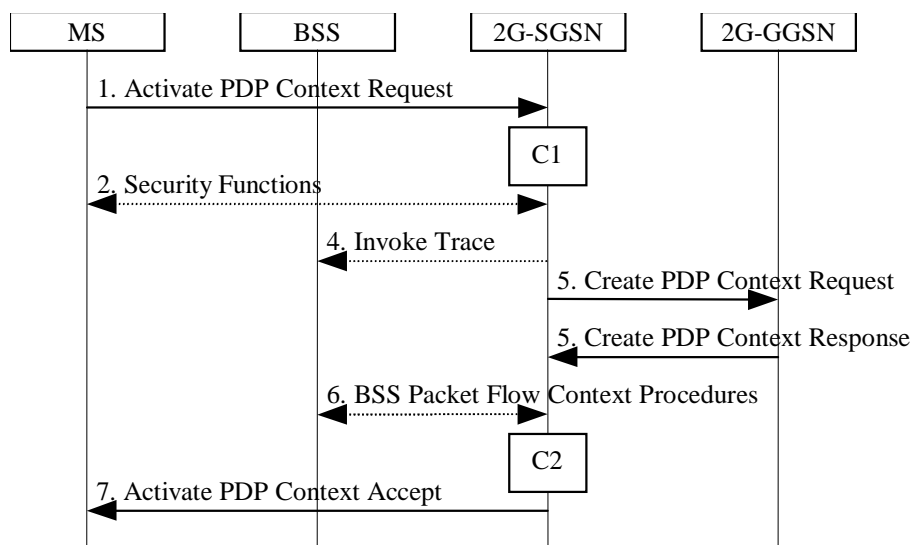 MS BSS 2G-SGSN 2G-GGSN
1. Activate PDP Context Request
C1
2. Security Functions
4. Invoke Trace
5. Create PDP Context Request
5. Create PDP Context Response
6. BSS Packet Flow Context Procedures
C2
7. Activate PDP Context Accept